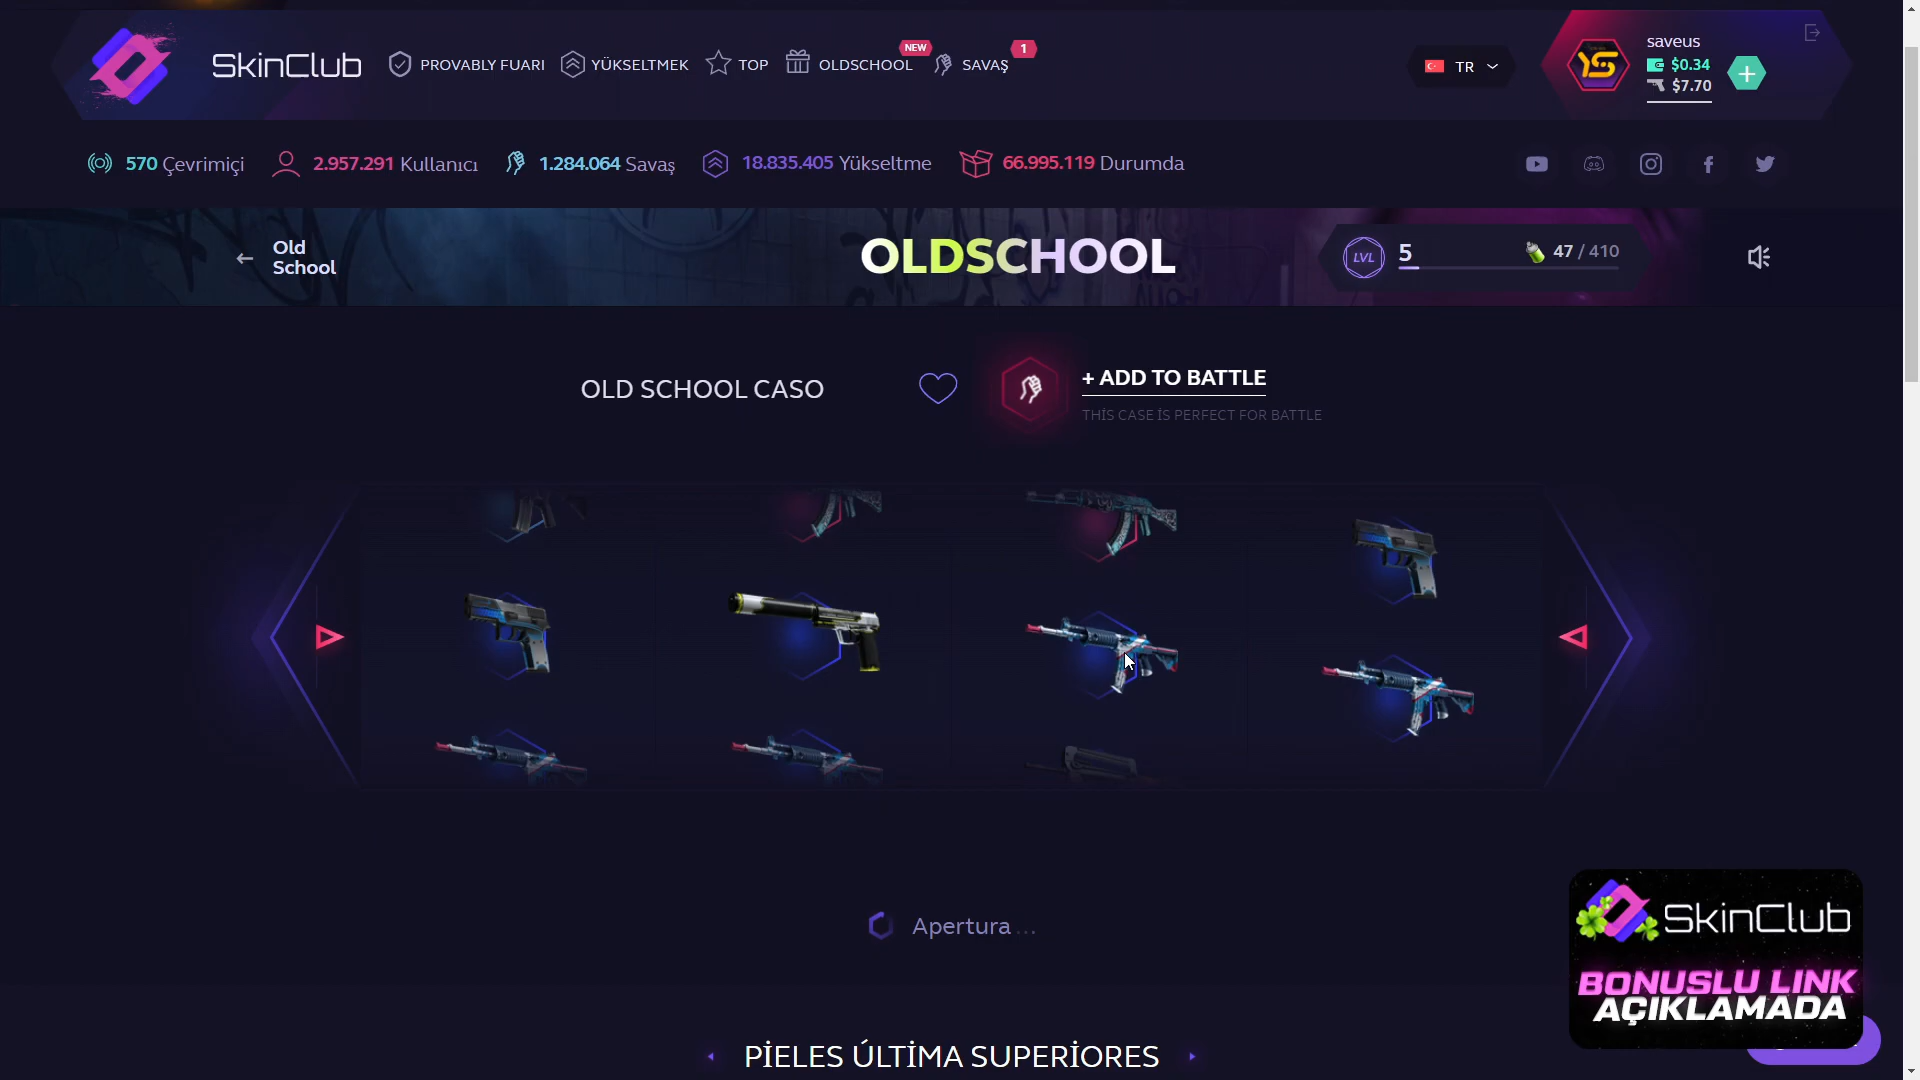 SKINCLUB
PROVABLY FUARI
YÜKSELTMEK
TOP
OLDSCHOOL
NEW
SAVAŞ
1
TR
saveus
$0.34
$7.70
570 Çevrimiçi
2.957.291 Kullanıcı
1.284.064 Savaş
18.835.405 Yükseltme
66.995.119 Durumda
Old
School
OLDSCHOOL
LVL
5
47 / 410
OLD SCHOOL CASO
+ ADD TO BATTLE
THİS CASE İS PERFECT FOR BATTLE
Apertura ...
SKINCLUB
BONUSLU LINK
AÇIKLAMADA
PİELES ÚLTİMA SUPERİORES